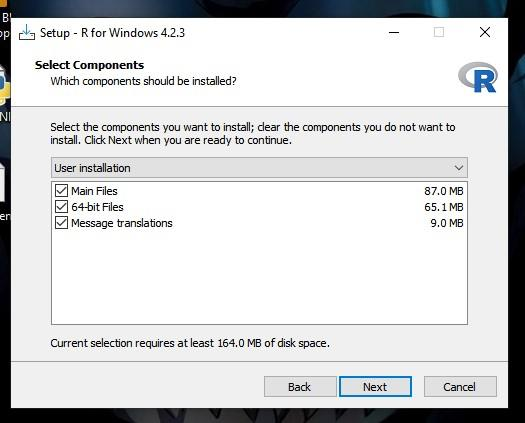 Setup - R for Windows 4.2.3
Select Components
Which components should be installed?
R
Select the components you want to install; clear the components you do not want to
install. Click Next when you are ready to continue.
User installation
Main Files 87.0 MB
64-bit Files 65.1 MB
Message translations 9.0 MB
Current selection requires at least 164.0 MB of disk space.
Back Next Cancel